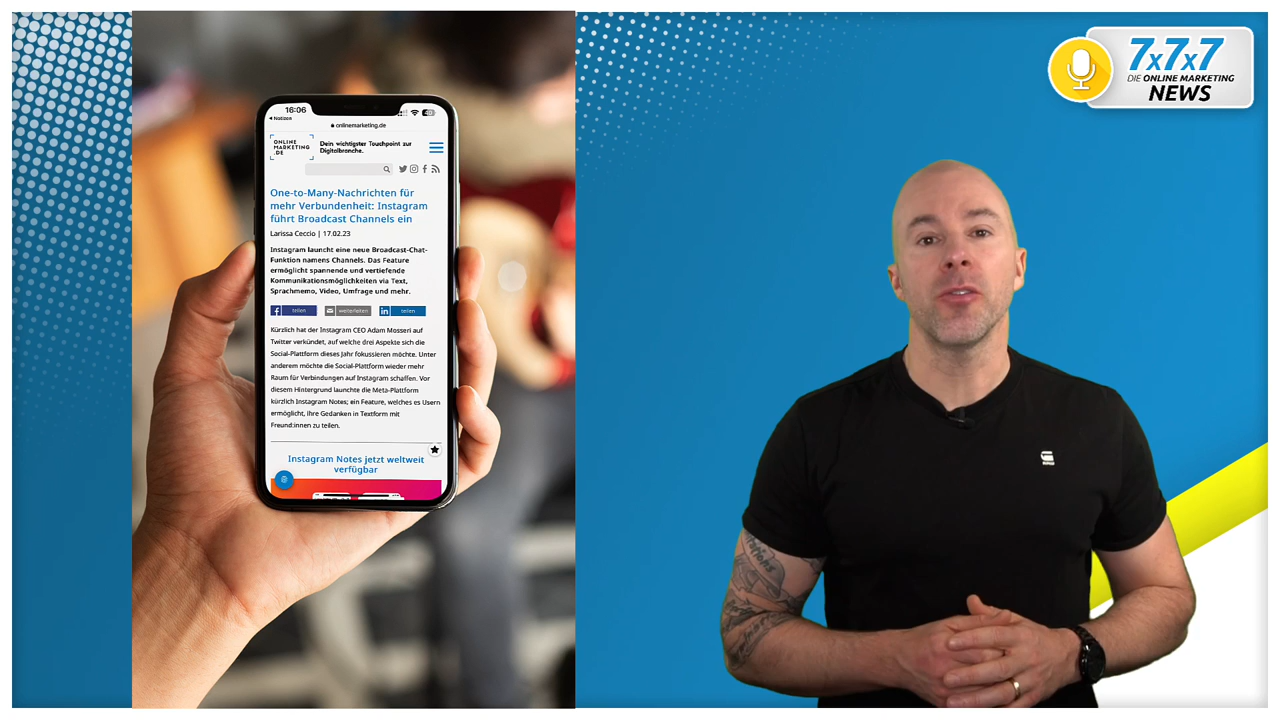 16:06
Notizen
onlinemarketing.de
ONLINE
MARKETING
.DE
Dein wichtigster Touchpoint zur
Digitalbranche.
One-to-Many-Nachrichten für
mehr Verbundenheit: Instagram
führt Broadcast Channels ein
Larissa Ceccio | 17.02.23
Instagram launcht eine neue Broadcast-Chat-
Funktion namens Channels. Das Feature
ermöglicht spannende und vertiefende
Kommunikationsmöglichkeiten via Text,
Sprachmemo, Video, Umfrage und mehr.
teilen
weiterleiten
teilen
Kürzlich hat der Instagram CEO Adam Mosseri auf
Twitter verkündet, auf welche drei Aspekte sich die
Social-Plattform dieses Jahr fokussieren möchte. Unter
anderem möchte die Social-Plattform wieder mehr
Raum für Verbindungen auf Instagram schaffen. Vor
diesem Hintergrund launchte die Meta-Plattform
kürzlich Instagram Notes; ein Feature, welches es Usern
ermöglicht, ihre Gedanken in Textform mit
Freund:innen zu teilen.
Instagram Notes jetzt weltweit
verfügbar
7x7x7
DIE ONLINE MARKETING
NEWS